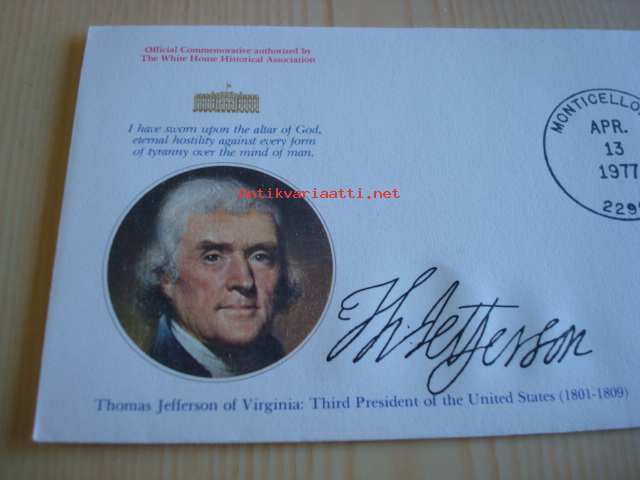 Official Commemorative authorized by
The White House Historical Association
I have sworn upon the altar of God,
eternal hostility against every form
of tyranny over the mind of man.
MONTICELLO,
APR.
13
1977
229
Antikvariaatti.net
Th. Jefferson
Thomas Jefferson of Virginia: Third President of the United States (1801-1809)